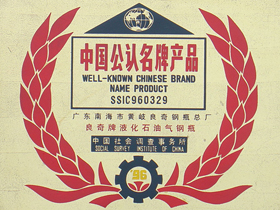 中国公认名牌产品
WELL-KNOWN CHINESE BRAND
NAME PRODUCT
SSIC960329
广东南海市黄岐良奇钢瓶总厂
良奇牌液化石油气钢瓶
中国社会调查事务所
SOCIAL SURVEY INSTITUTE OF CHINA
96